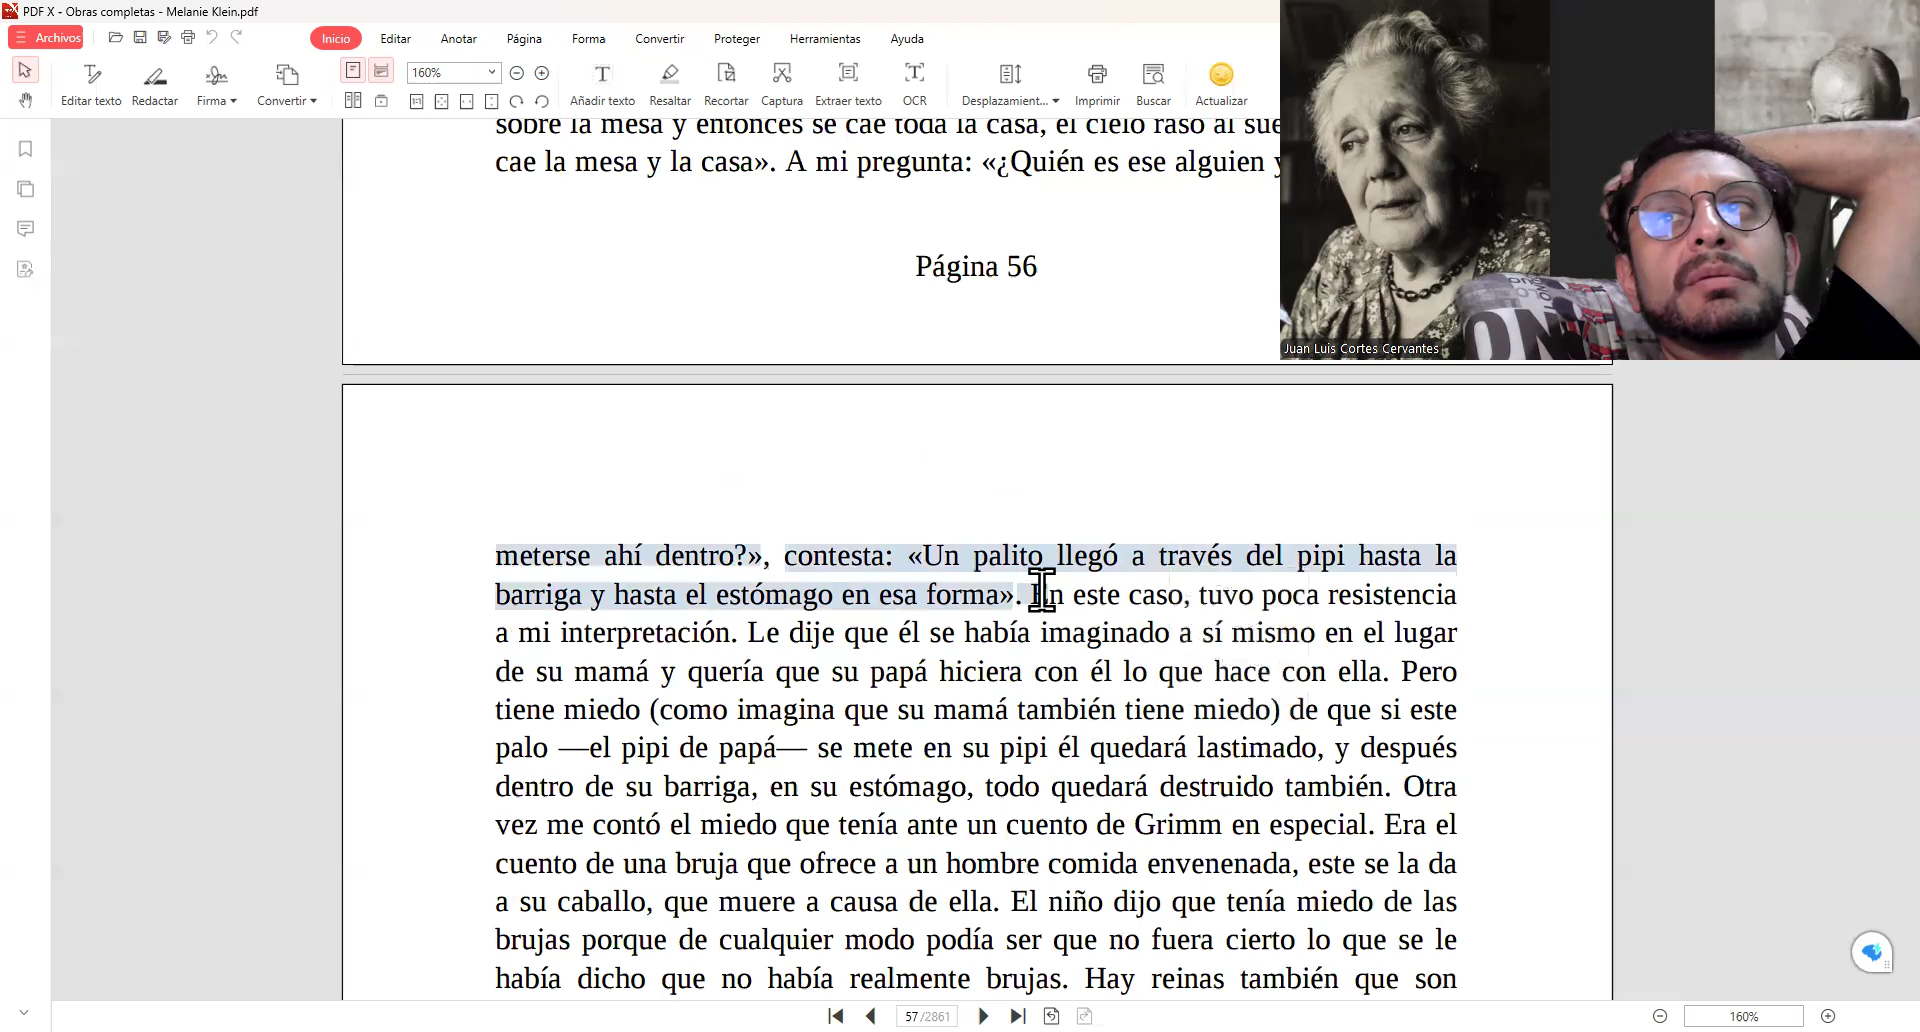 PDF X - Obras completas - Melanie Klein.pdf
Archivos
Inicio
Editar
Anotar
Página
Forma
Convertir
Proteger
Herramientas
Ayuda
160%
Editar texto
Redactar
Firma
Convertir
Añadir texto
Resaltar
Recortar
Captura
Extraer texto
OCR
Desplazamient...
Imprimir
Buscar
Actualizar
sobre la mesa y entonces se cae toda la casa, el cielo raso al sue
cae la mesa y la casa». A mi pregunta: «¿Quién es ese alguien y
Página 56
Juan Luis Cortes Cervantes
meterse ahí dentro?», contesta: «Un palito llegó a través del pipi hasta la
barriga y hasta el estómago en esa forma». En este caso, tuvo poca resistencia
a mi interpretación. Le dije que él se había imaginado a sí mismo en el lugar
de su mamá y quería que su papá hiciera con él lo que hace con ella. Pero
tiene miedo (como imagina que su mamá también tiene miedo) de que si este
palo —el pipi de papá— se mete en su pipi él quedará lastimado, y después
dentro de su barriga, en su estómago, todo quedará destruido también. Otra
vez me contó el miedo que tenía ante un cuento de Grimm en especial. Era el
cuento de una bruja que ofrece a un hombre comida envenenada, este se la da
a su caballo, que muere a causa de ella. El niño dijo que tenía miedo de las
brujas porque de cualquier modo podía ser que no fuera cierto lo que se le
había dicho que no había realmente brujas. Hay reinas también que son
57 /2861
160%